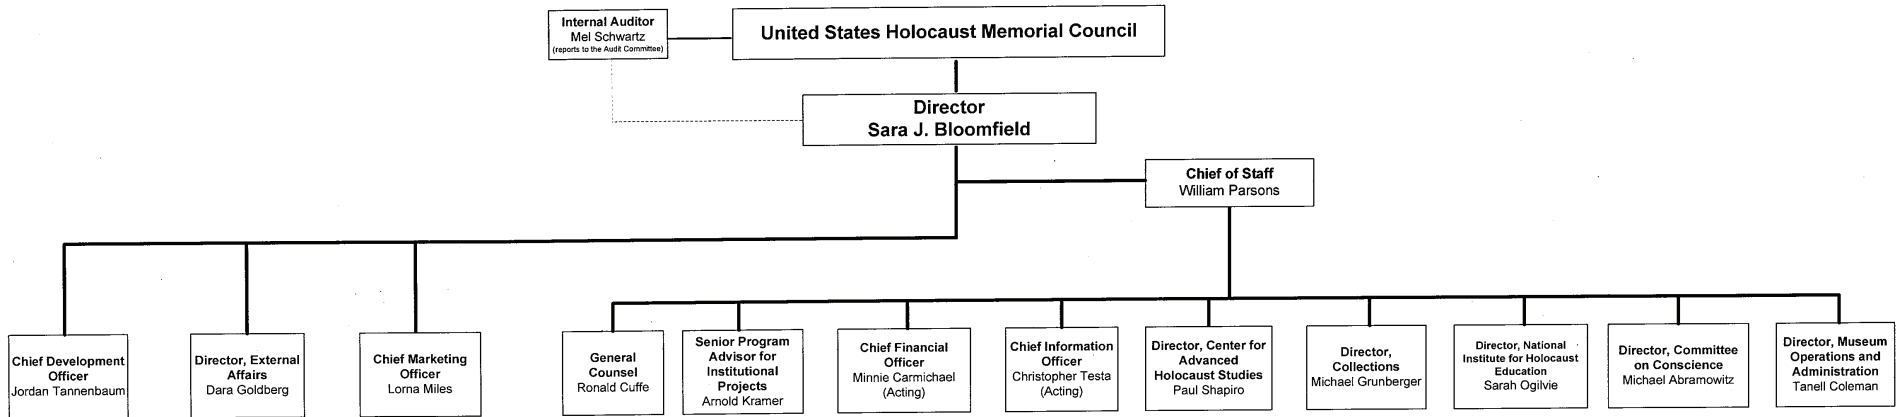 Internal Auditor
Mel Schwartz
(reports to the Audit Committee)
United States Holocaust Memorial Council
Director
Sara J. Bloomfield
Chief of Staff
William Parsons
Chief Development
Officer
Jordan Tannenbaum
Director, External
Affairs
Dara Goldberg
Chief Marketing
Officer
Lorna Miles
General
Counsel
Ronald Cuffe
Senior Program
Advisor for
Institutional
Projects
Arnold Kramer
Chief Financial
Officer
Minnie Carmichael
(Acting)
Chief Information
Officer
Christopher Testa
(Acting)
Director, Center for
Advanced
Holocaust Studies
Paul Shapiro
Director,
Collections
Michael Grunberger
Director, National
Institute for Holocaust
Education
Sarah Ogilvie
Director, Committee
on Conscience
Michael Abramowitz
Director, Museum
Operations and
Administration
Tanell Coleman